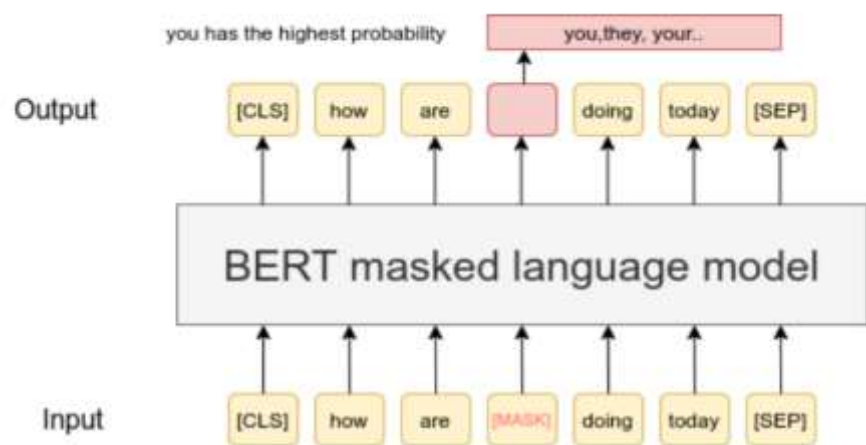 you has the highest probability you,they, your..
Output [CLS] how are doing today [SEP]
BERT masked language model
Input [CLS] how are [MASK] doing today [SEP]